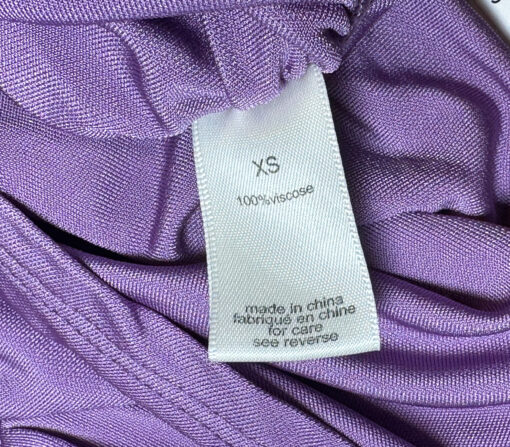 XS
100%viscose
made in china
fabriqué en chine
for care
see reverse